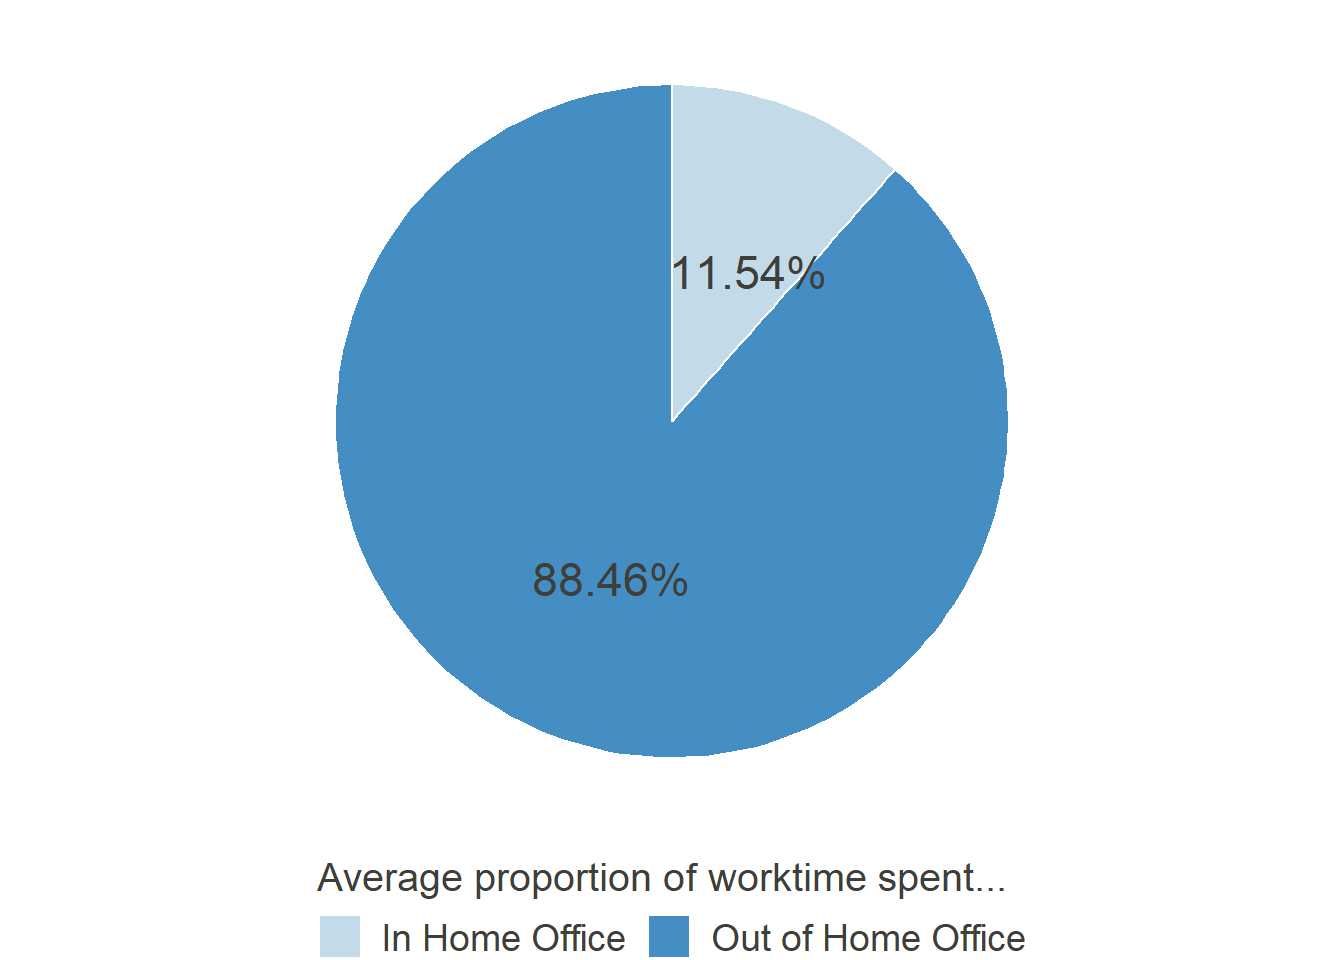 11.54%
88.46%
Average proportion of worktime spent...
In Home Office
Out of Home Office